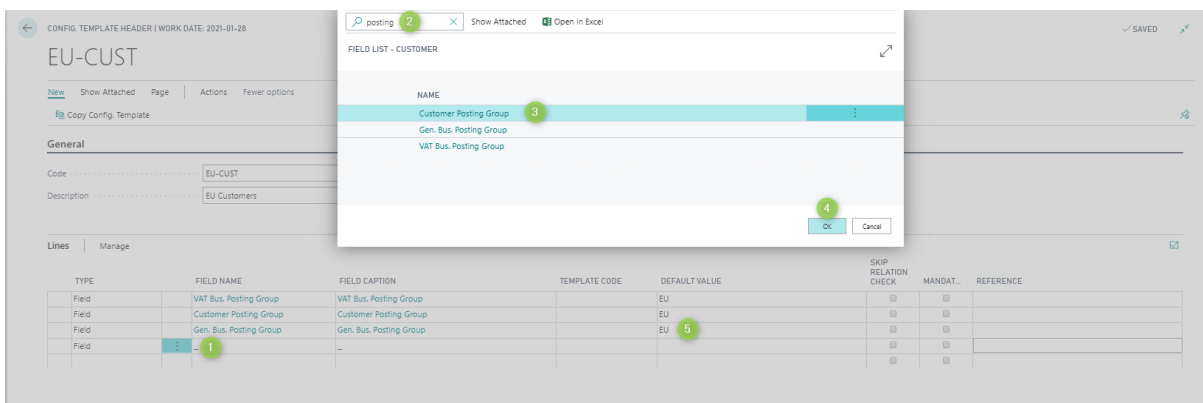 CONFIG. TEMPLATE HEADER | WORK DATE: 2021-01-28
✓ SAVED
EU-CUST
New Show Attached Page Actions Fewer options
Copy Config. Template
General
Code EU-CUST
Description EU Customers
posting 2 Show Attached Open in Excel
FIELD LIST - CUSTOMER
NAME
Customer Posting Group 3
Gen. Bus. Posting Group
VAT Bus. Posting Group
4
OK Cancel
Lines Manage
TYPE FIELD NAME FIELD CAPTION TEMPLATE CODE DEFAULT VALUE SKIP RELATION CHECK MANDAT... REFERENCE
Field VAT Bus. Posting Group VAT Bus. Posting Group EU
Field Customer Posting Group Customer Posting Group EU
Field Gen. Bus. Posting Group Gen. Bus. Posting Group EU 5
Field _ 1 _